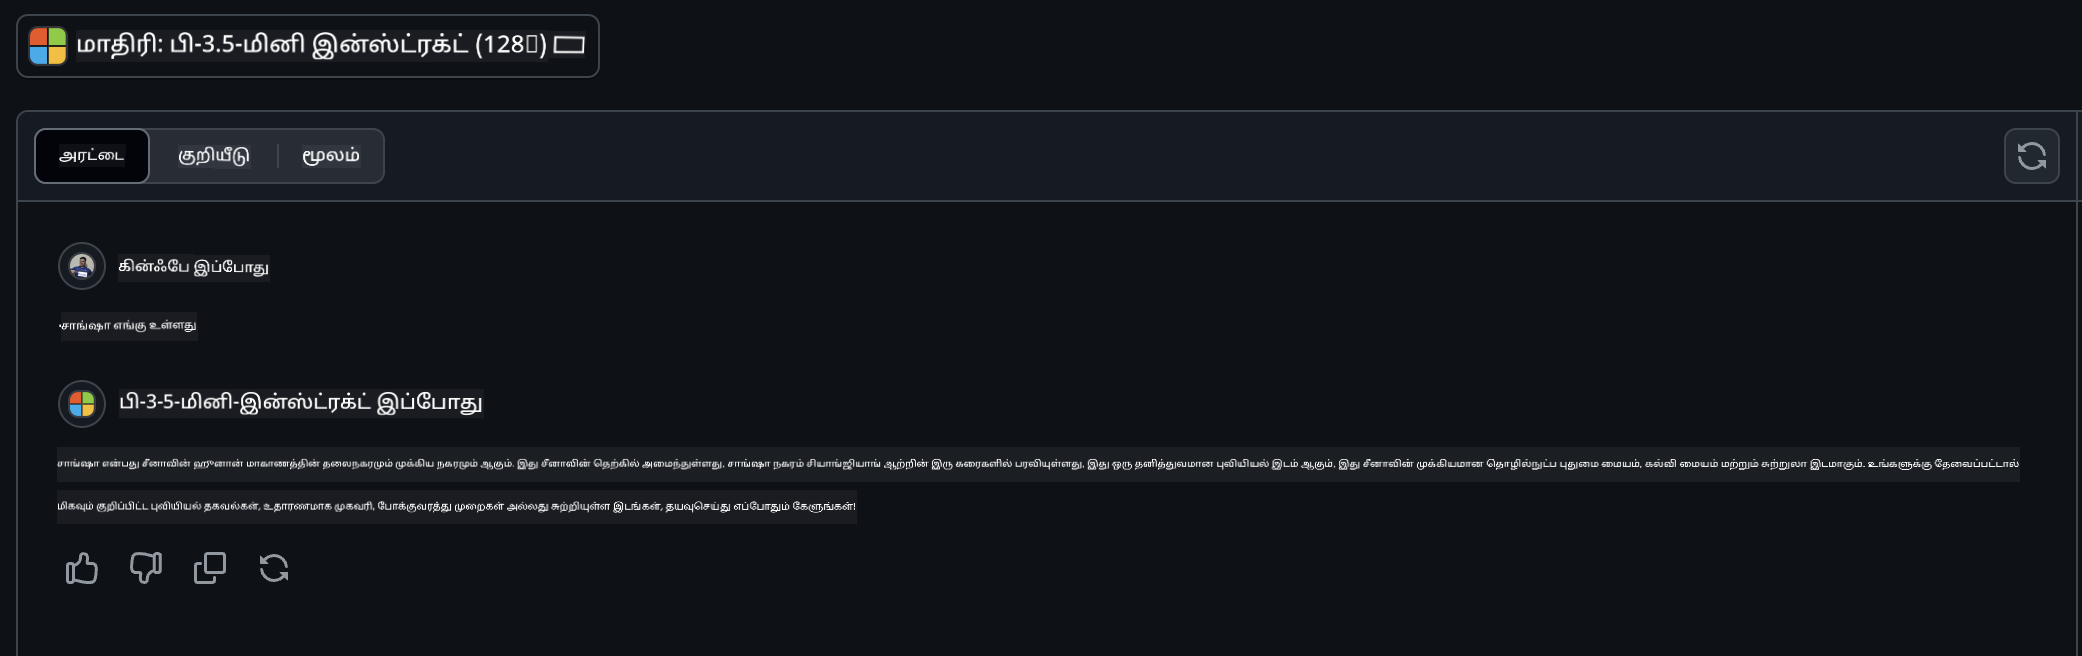 மாதிரி: பி-3.5-மினி இன்ஸ்ட்ரக்ட் (128)
அரட்டை குறியீடு மூலம்
கின்ஃபே இப்போது
சாங்ஷா எங்கு உள்ளது
பி-3-5-மினி-இன்ஸ்ட்ரக்ட் இப்போது
சாங்ஷா என்பது சீனாவின் ஹுனான் மாகாணத்தின் தலைநகரமும் முக்கிய நகரமும் ஆகும். இது சீனாவின் தெற்கில் அமைந்துள்ளது, சாங்ஷா நகரம் சியாங்ஜியாங் ஆற்றின் இரு கரைகளில் பரவியுள்ளது, இது ஒரு தனித்துவமான புவியியல் இடம் ஆகும், இது சீனாவின் முக்கியமான தொழில்நுட்ப புதுமை மையம், கல்வி மையம் மற்றும் சுற்றுலா இடமாகும். உங்களுக்கு தேவைப்பட்டால்
மிகவும் குறிப்பிட்ட புவியியல் தகவல்கள், உதாரணமாக முகவரி, போக்குவரத்து முறைகள் அல்லது சுற்றியுள்ள இடங்கள், தயவுசெய்து எப்போதும் கேளுங்கள்!